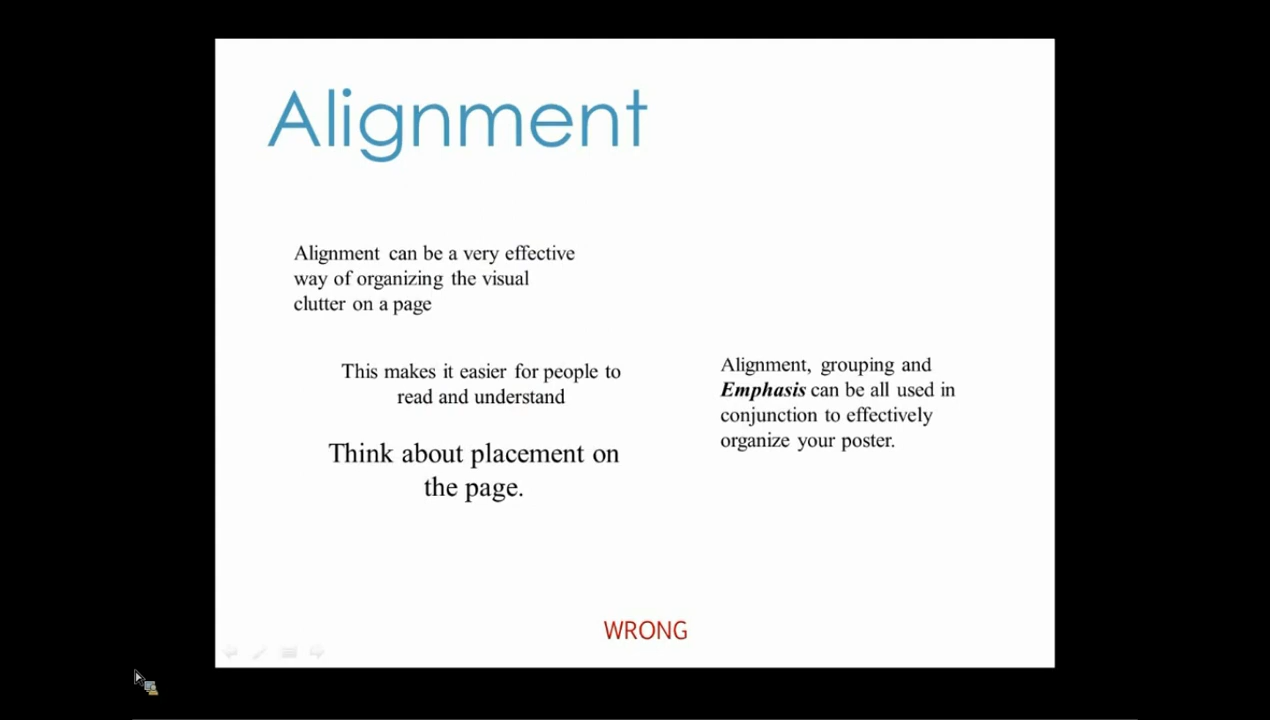 Alignment
Alignment can be a very effective
way of organizing the visual
clutter on a page
This makes it easier for people to
read and understand
Think about placement on
the page.
Alignment, grouping and
Emphasis can be all used in
conjunction to effectively
organize your poster.
WRONG